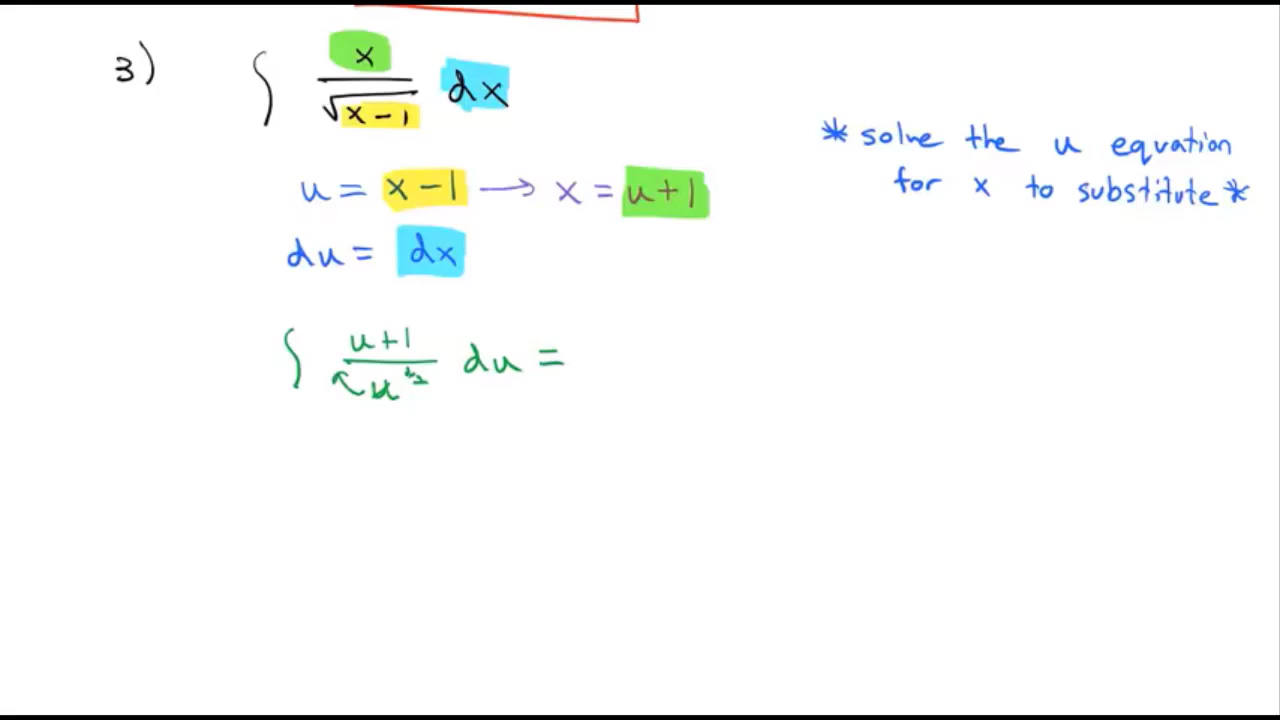 3) ∫ x / √(x-1) dx
*solve the u equation
for x to substitute*
u = x-1 → x = u+1
du = dx
∫ (u+1) / u^(1/2) du =